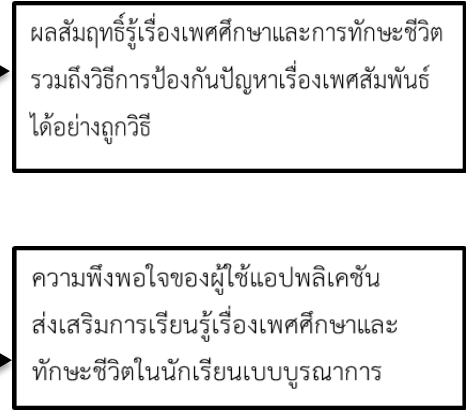 ผลสัมฤทธิ์รู้เรื่องเพศศึกษาและการทักษะชีวิต
รวมถึงวิธีการป้องกันปัญหาเรื่องเพศสัมพันธ์
ได้อย่างถูกวิธี
ความพึงพอใจของผู้ใช้แอปพลิเคชัน
ส่งเสริมการเรียนรู้เรื่องเพศศึกษาและ
ทักษะชีวิตในนักเรียนเบบบูรณาการ